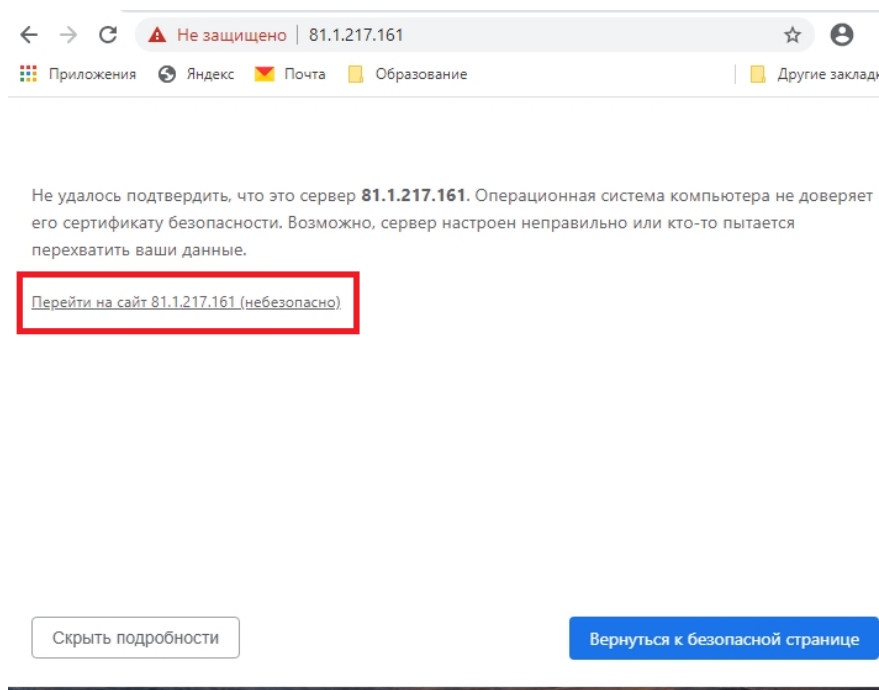 Не защищено 81.1.217.161
Приложения Яндекс Почта Образование Другие заклад
Не удалось подтвердить, что это сервер 81.1.217.161. Операционная система компьютера не доверяет
его сертификату безопасности. Возможно, сервер настроен неправильно или кто-то пытается
перехватить ваши данные.
Перейти на сайт 81.1.217.161 (небезопасно)
Скрыть подробности Вернуться к безопасной странице